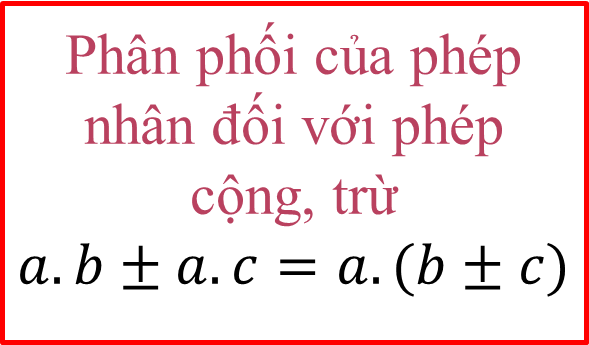 Phân phối của phép
nhân đối với phép
cộng, trừ
a. b ± a. c = a. (b ± c)